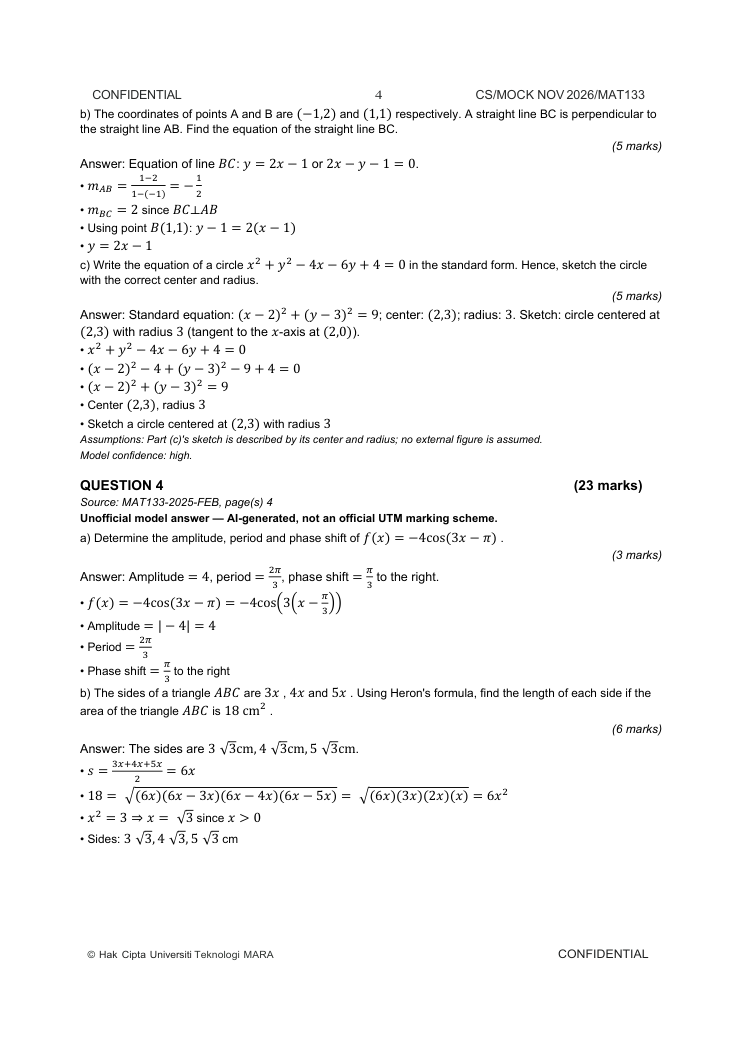 CONFIDENTIAL 4 CS/MOCK NOV 2026/MAT133
b) The coordinates of points A and B are (−1,2) and (1,1) respectively. A straight line BC is perpendicular to
the straight line AB. Find the equation of the straight line BC.
(5 marks)
Answer: Equation of line BC: y = 2x − 1 or 2x − y − 1 = 0.
• m_AB = (1−2)/(1−(−1)) = −1/2
• m_BC = 2 since BC⊥AB
• Using point B(1,1): y − 1 = 2(x − 1)
• y = 2x − 1
c) Write the equation of a circle x² + y² − 4x − 6y + 4 = 0 in the standard form. Hence, sketch the circle
with the correct center and radius.
(5 marks)
Answer: Standard equation: (x − 2)² + (y − 3)² = 9; center: (2,3); radius: 3. Sketch: circle centered at
(2,3) with radius 3 (tangent to the x-axis at (2,0)).
• x² + y² − 4x − 6y + 4 = 0
• (x − 2)² − 4 + (y − 3)² − 9 + 4 = 0
• (x − 2)² + (y − 3)² = 9
• Center (2,3), radius 3
• Sketch a circle centered at (2,3) with radius 3
Assumptions: Part (c)'s sketch is described by its center and radius; no external figure is assumed.
Model confidence: high.
QUESTION 4 (23 marks)
Source: MAT133-2025-FEB, page(s) 4
Unofficial model answer — AI-generated, not an official UTM marking scheme.
a) Determine the amplitude, period and phase shift of f(x) = −4cos(3x − π) .
(3 marks)
Answer: Amplitude = 4, period = 2π/3, phase shift = π/3 to the right.
• f(x) = −4cos(3x − π) = −4cos(3(x − π/3))
• Amplitude = | − 4| = 4
• Period = 2π/3
• Phase shift = π/3 to the right
b) The sides of a triangle ABC are 3x , 4x and 5x . Using Heron's formula, find the length of each side if the
area of the triangle ABC is 18 cm² .
(6 marks)
Answer: The sides are 3 √3cm, 4 √3cm, 5 √3cm.
• s = (3x+4x+5x)/2 = 6x
• 18 = √((6x)(6x − 3x)(6x − 4x)(6x − 5x)) = √((6x)(3x)(2x)(x)) = 6x²
• x² = 3 ⇒ x = √3 since x > 0
• Sides: 3 √3, 4 √3, 5 √3 cm
© Hak Cipta Universiti Teknologi MARA CONFIDENTIAL